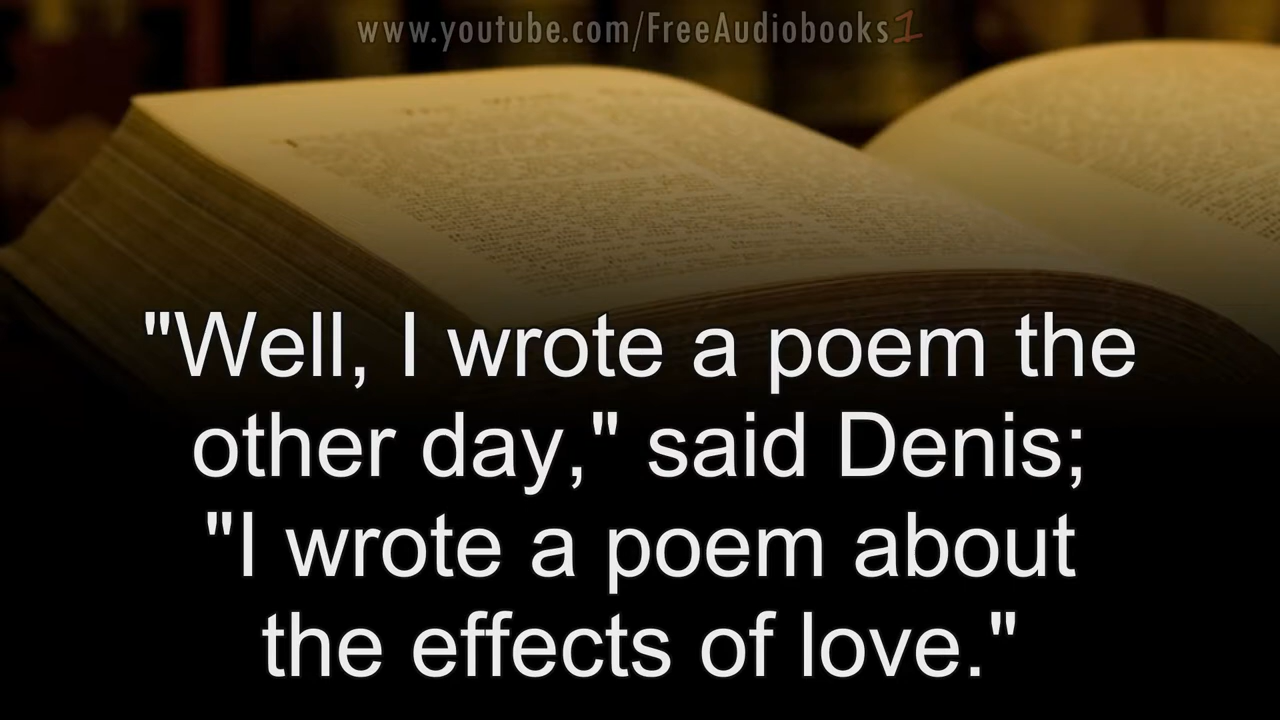 www.youtube.com/FreeAudiobooks1
"Well, I wrote a poem the
other day," said Denis;
"I wrote a poem about
the effects of love."